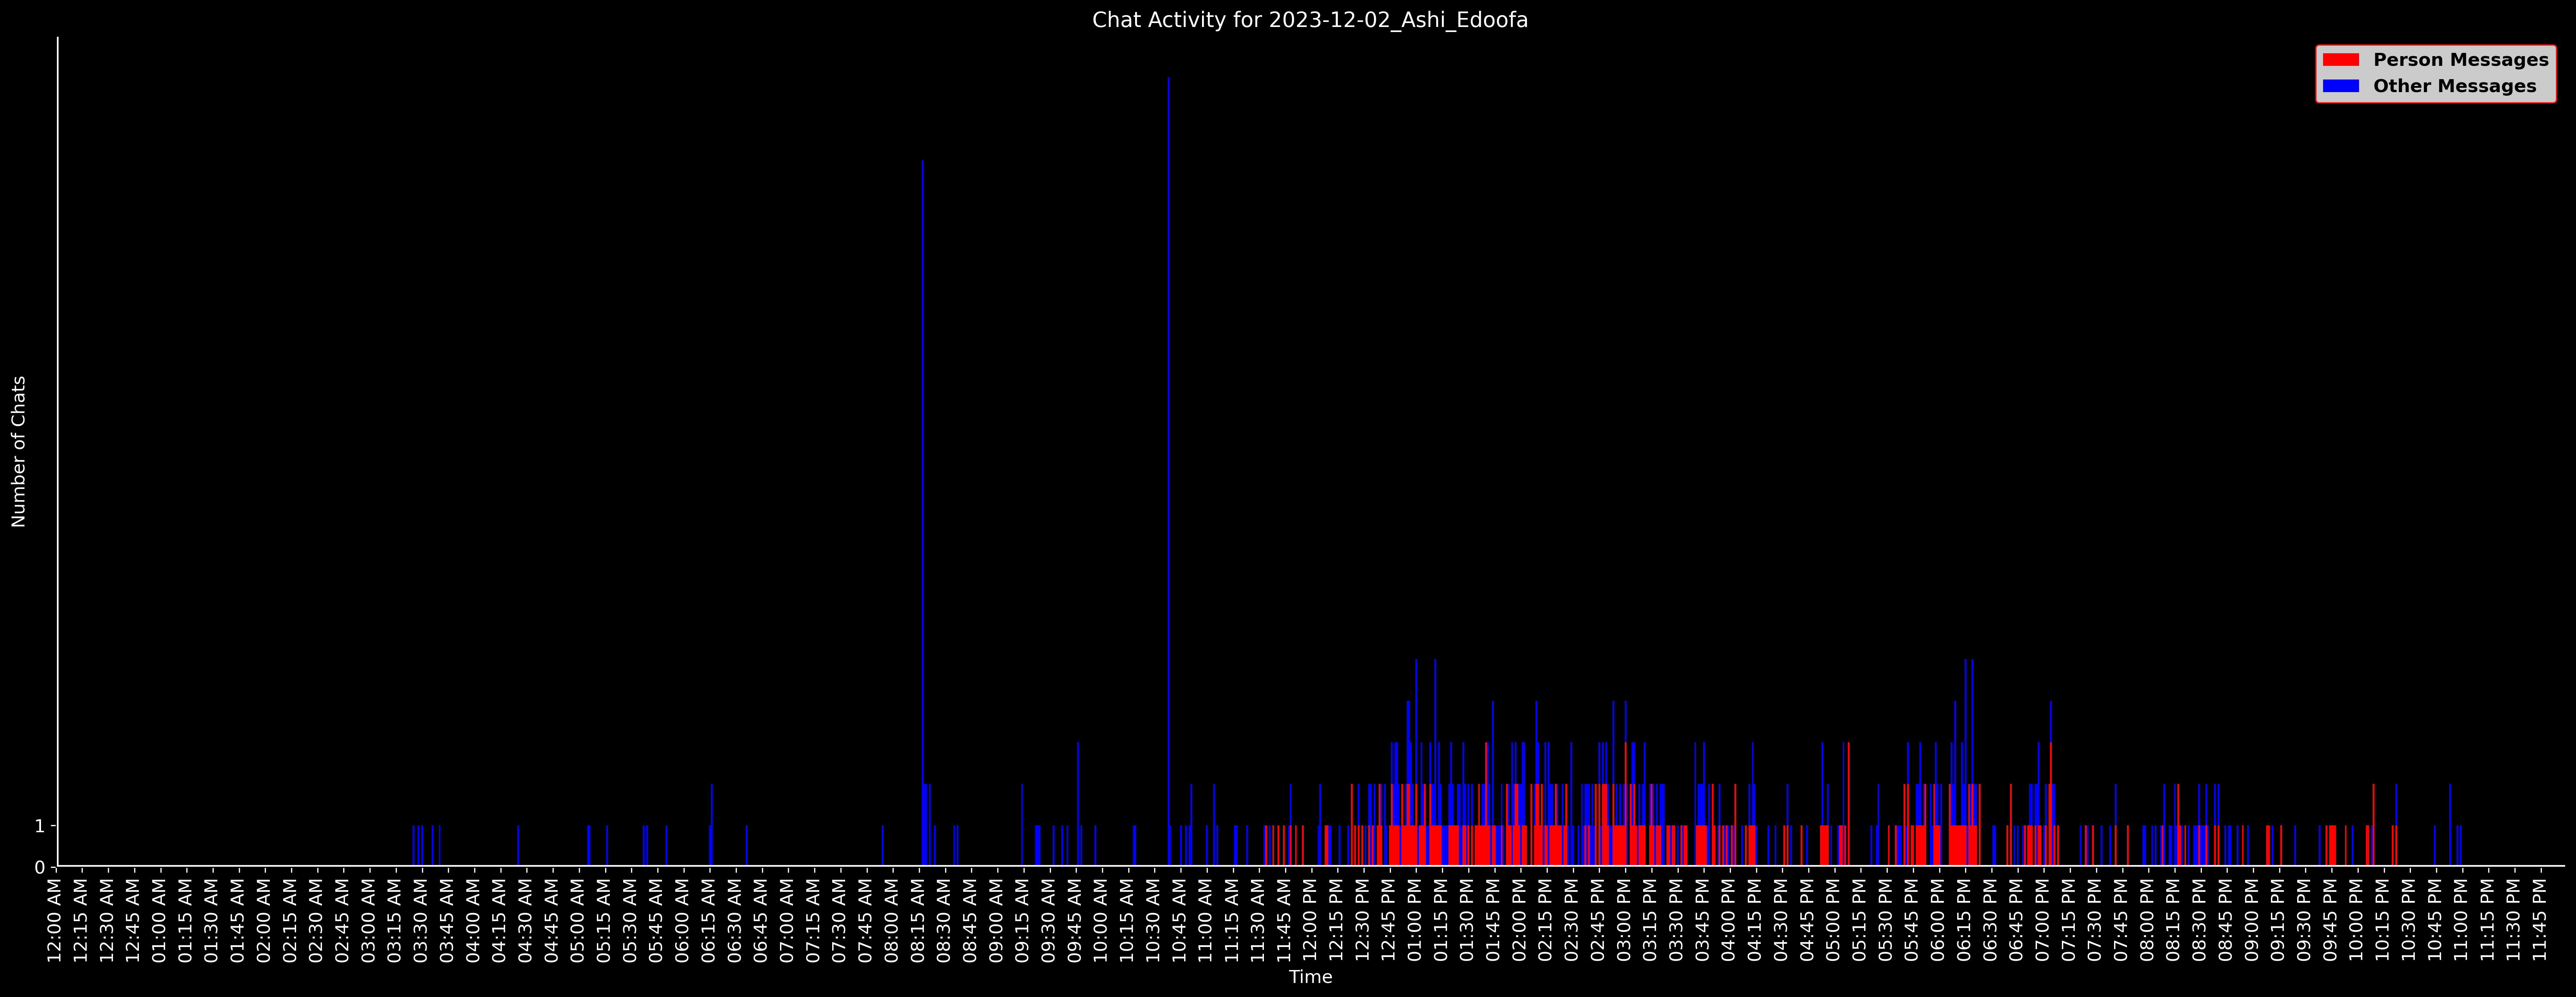 Chat Activity for 2023-12-02_Ashi_Edoofa
Person Messages
Other Messages
Number of Chats
1
0
12:00 AM
12:15 AM
12:30 AM
12:45 AM
01:00 AM
01:15 AM
01:30 AM
01:45 AM
02:00 AM
02:15 AM
02:30 AM
02:45 AM
03:00 AM
03:15 AM
03:30 AM
03:45 AM
04:00 AM
04:15 AM
04:30 AM
04:45 AM
05:00 AM
05:15 AM
05:30 AM
05:45 AM
06:00 AM
06:15 AM
06:30 AM
06:45 AM
07:00 AM
07:15 AM
07:30 AM
07:45 AM
08:00 AM
08:15 AM
08:30 AM
08:45 AM
09:00 AM
09:15 AM
09:30 AM
09:45 AM
10:00 AM
10:15 AM
10:30 AM
10:45 AM
11:00 AM
11:15 AM
11:30 AM
11:45 AM
12:00 PM
12:15 PM
12:30 PM
12:45 PM
01:00 PM
01:15 PM
01:30 PM
01:45 PM
02:00 PM
02:15 PM
02:30 PM
02:45 PM
03:00 PM
03:15 PM
03:30 PM
03:45 PM
04:00 PM
04:15 PM
04:30 PM
04:45 PM
05:00 PM
05:15 PM
05:30 PM
05:45 PM
06:00 PM
06:15 PM
06:30 PM
06:45 PM
07:00 PM
07:15 PM
07:30 PM
07:45 PM
08:00 PM
08:15 PM
08:30 PM
08:45 PM
09:00 PM
09:15 PM
09:30 PM
09:45 PM
10:00 PM
10:15 PM
10:30 PM
10:45 PM
11:00 PM
11:15 PM
11:30 PM
11:45 PM
Time